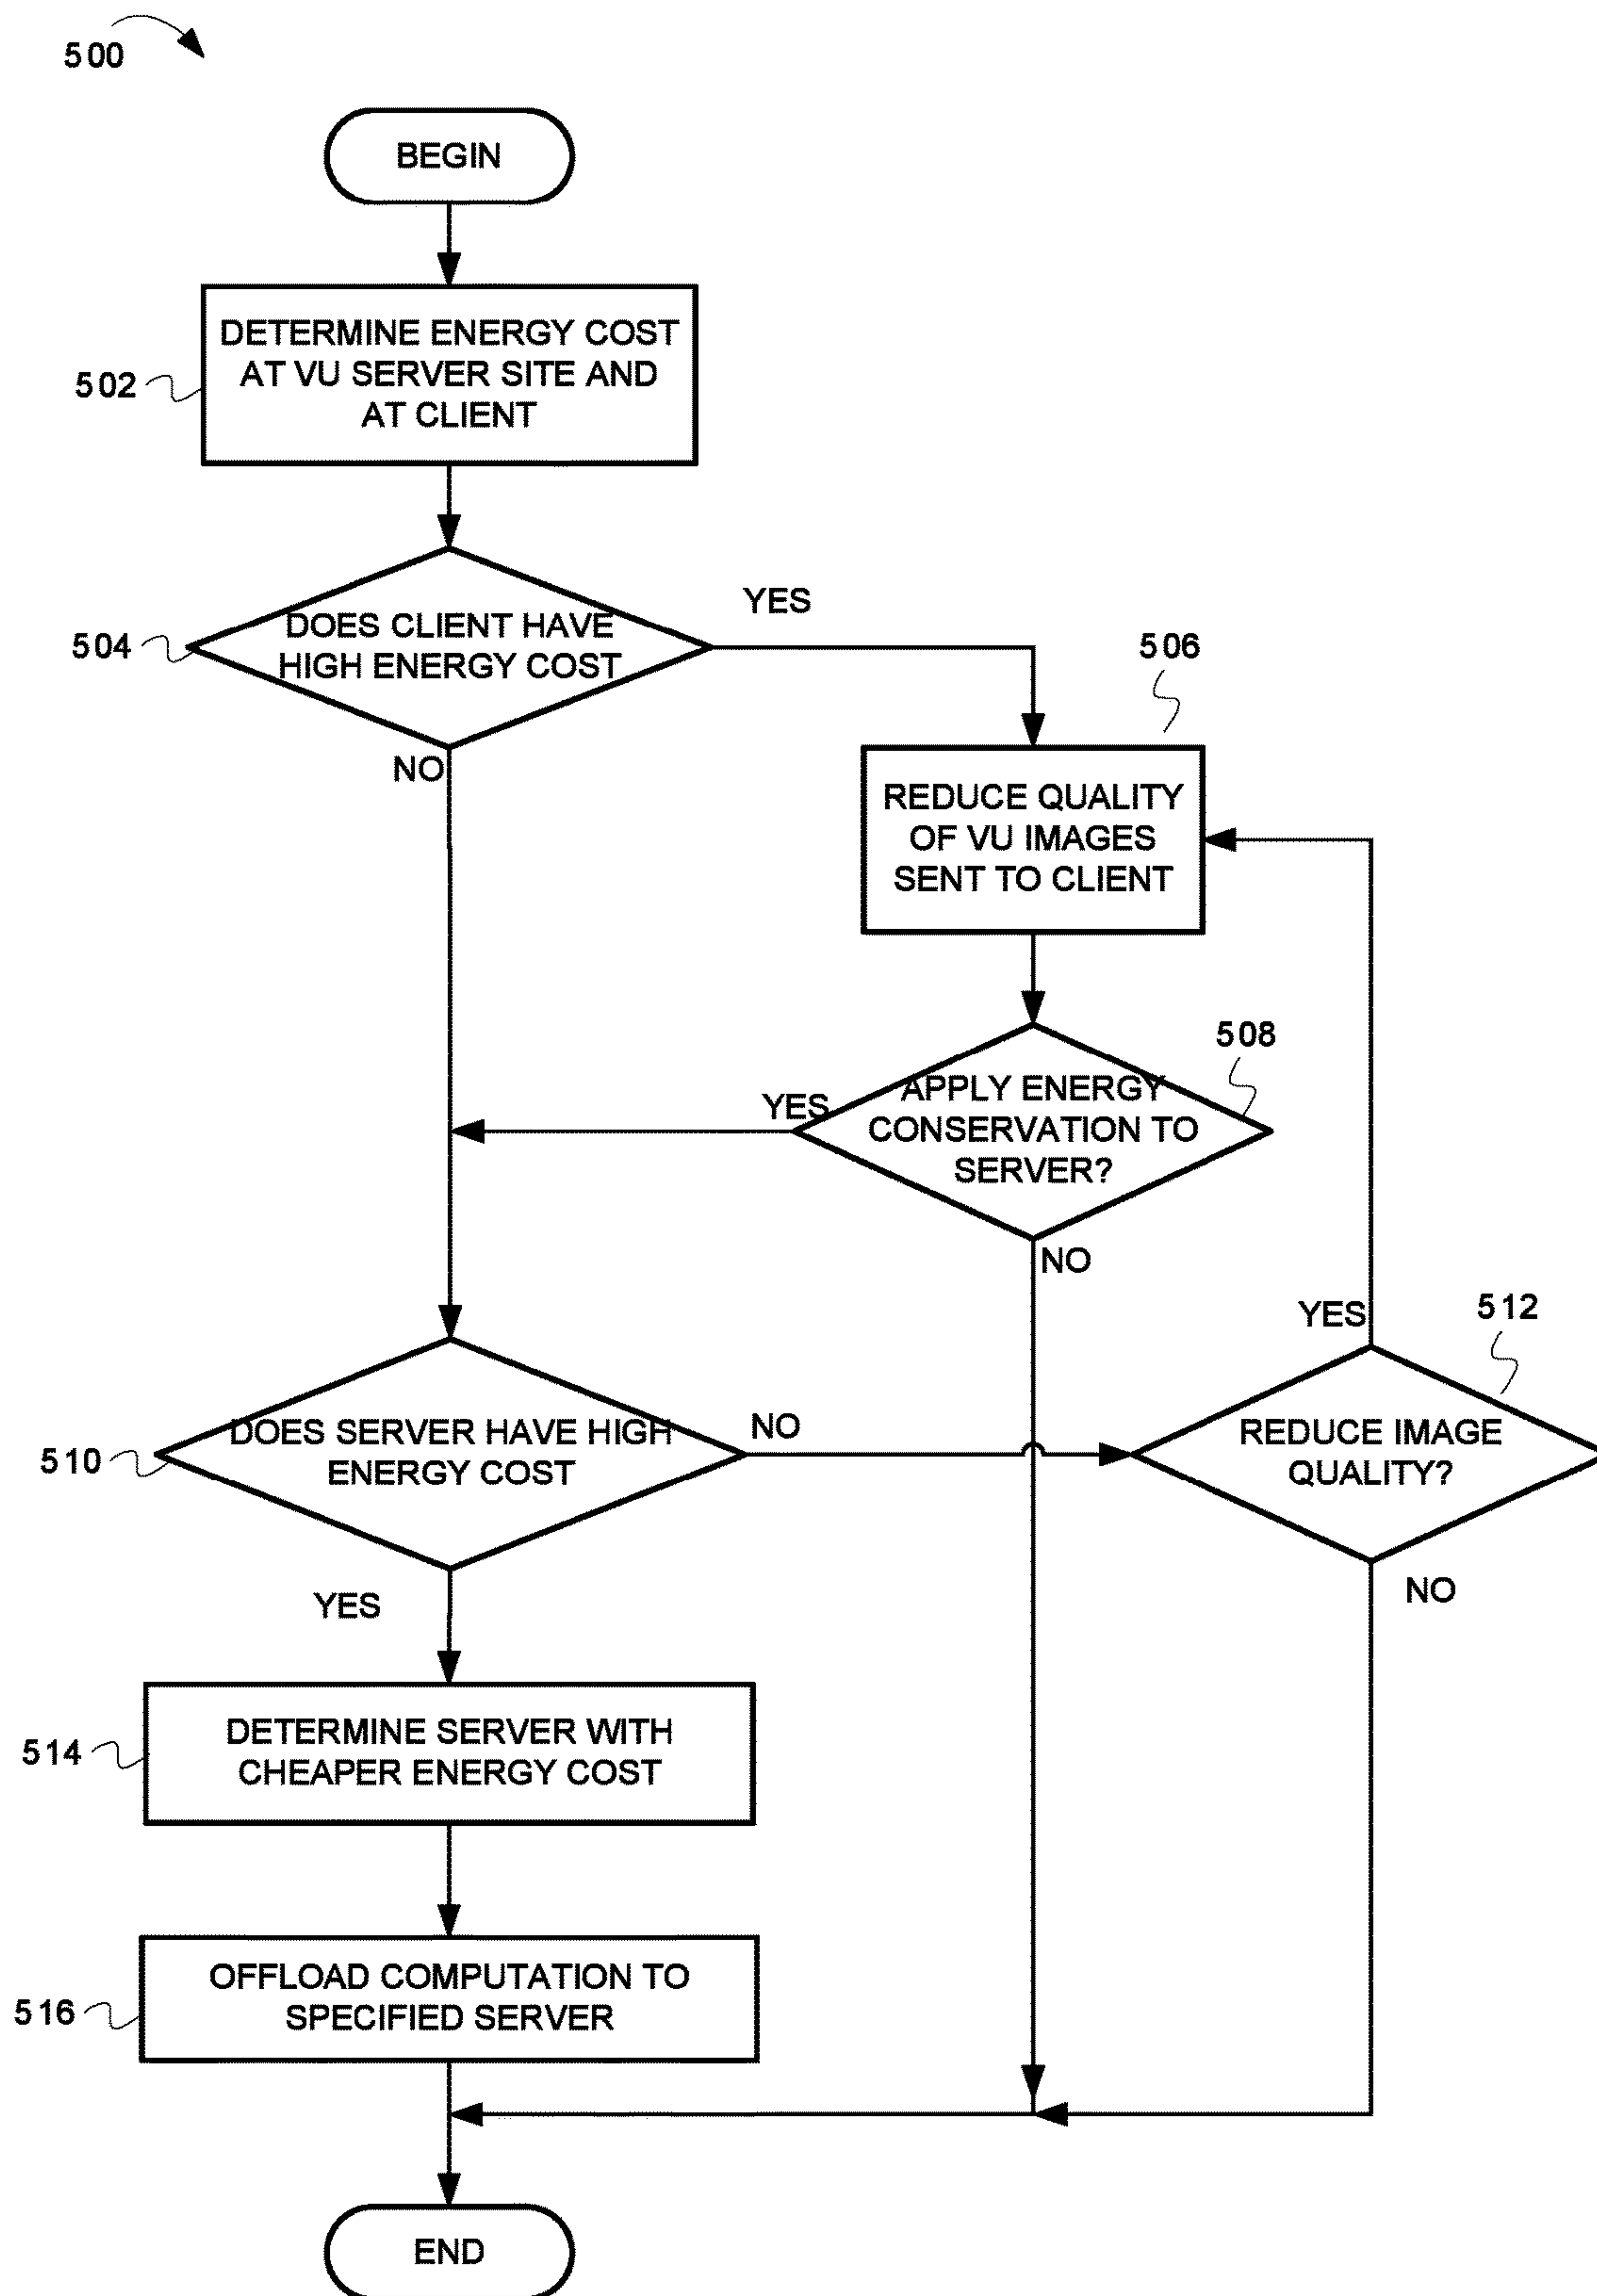 500
BEGIN
DETERMINE ENERGY COST
AT VU SERVER SITE AND
AT CLIENT
502
DOES CLIENT HAVE
HIGH ENERGY COST
504
YES
NO
506
REDUCE QUALITY
OF VU IMAGES
SENT TO CLIENT
508
APPLY ENERGY
CONSERVATION TO
SERVER?
YES
NO
DOES SERVER HAVE HIGH
ENERGY COST
510
NO
YES
512
YES
REDUCE IMAGE
QUALITY?
NO
DETERMINE SERVER WITH
CHEAPER ENERGY COST
514
OFFLOAD COMPUTATION TO
SPECIFIED SERVER
516
END